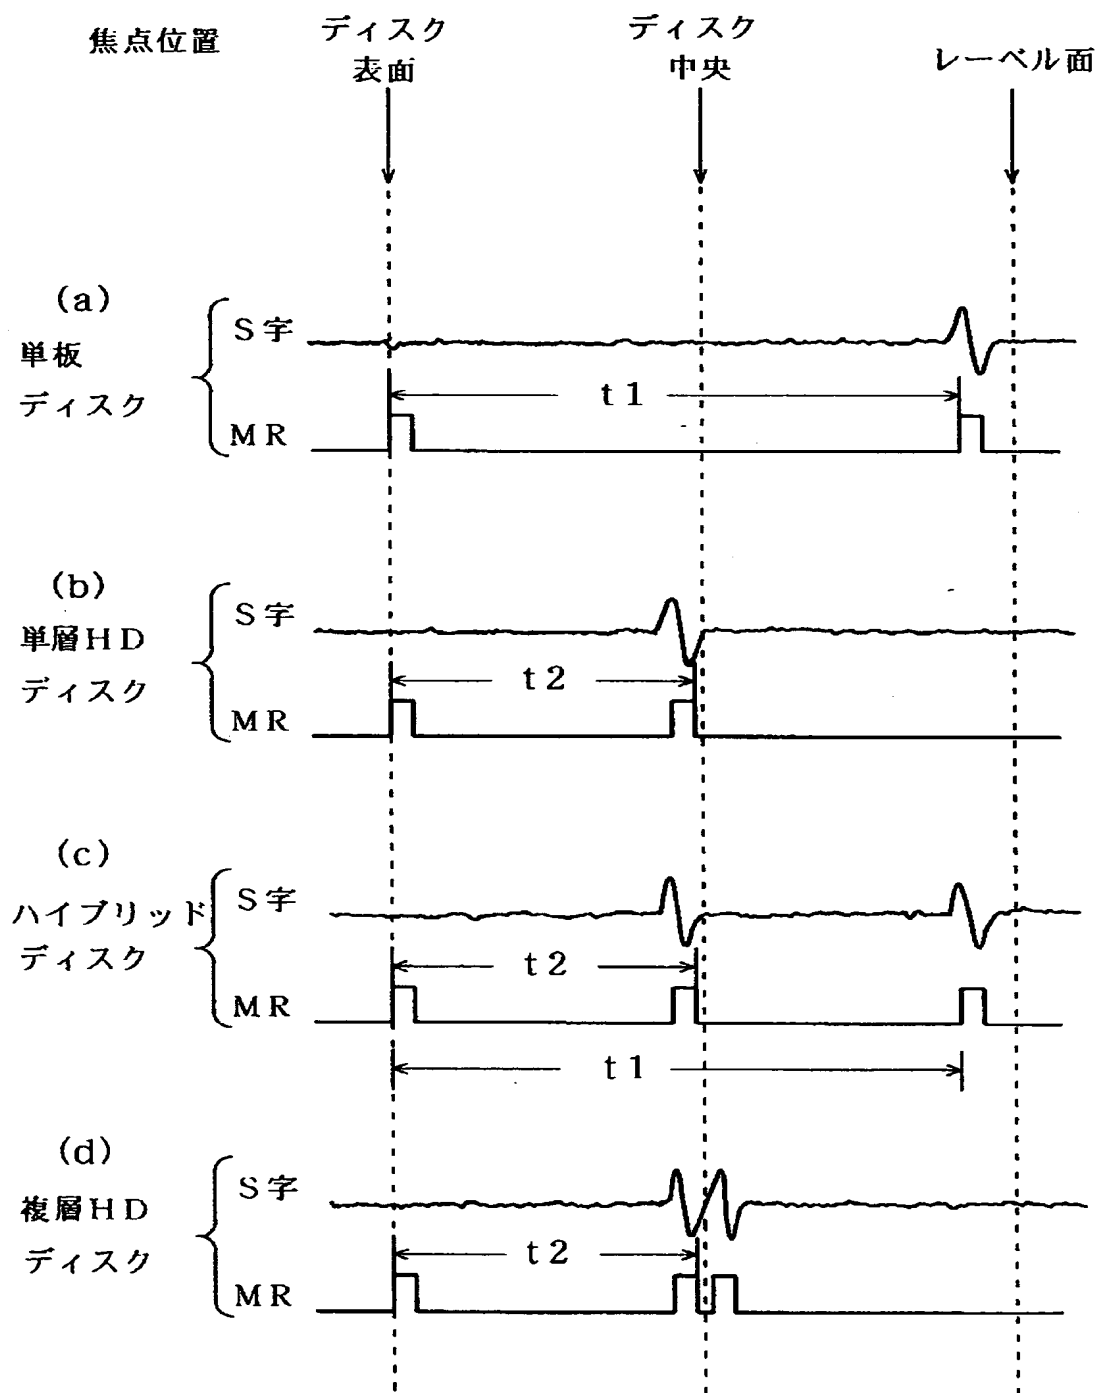 焦点位置
ディスク
表面
ディスク
中央
レーベル面
(a)
単板
ディスク
S字
t1
MR
(b)
単層HD
ディスク
S字
t2
MR
(c)
ハイブリッド
ディスク
S字
t2
MR
t1
(d)
複層HD
ディスク
S字
t2
MR